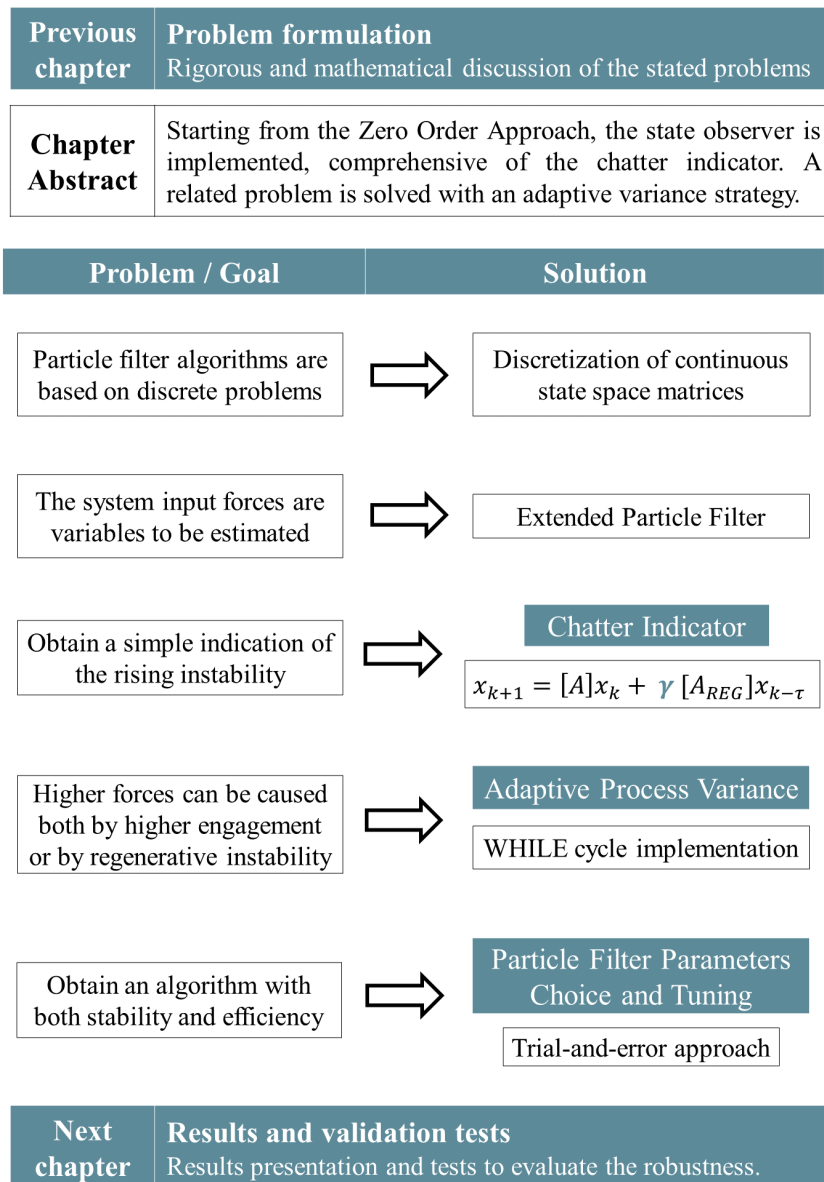 Previous
chapter
Problem formulation
Rigorous and mathematical discussion of the stated problems
Chapter
Abstract
Starting from the Zero Order Approach, the state observer is
implemented, comprehensive of the chatter indicator. A
related problem is solved with an adaptive variance strategy.
Problem / Goal
Solution
Particle filter algorithms are
based on discrete problems
Discretization of continuous
state space matrices
The system input forces are
variables to be estimated
Extended Particle Filter
Obtain a simple indication of
the rising instability
Chatter Indicator
x_{k+1} = [A]x_k + γ [A_{REG}]x_{k−τ}
Higher forces can be caused
both by higher engagement
or by regenerative instability
Adaptive Process Variance
WHILE cycle implementation
Obtain an algorithm with
both stability and efficiency
Particle Filter Parameters
Choice and Tuning
Trial-and-error approach
Next
chapter
Results and validation tests
Results presentation and tests to evaluate the robustness.